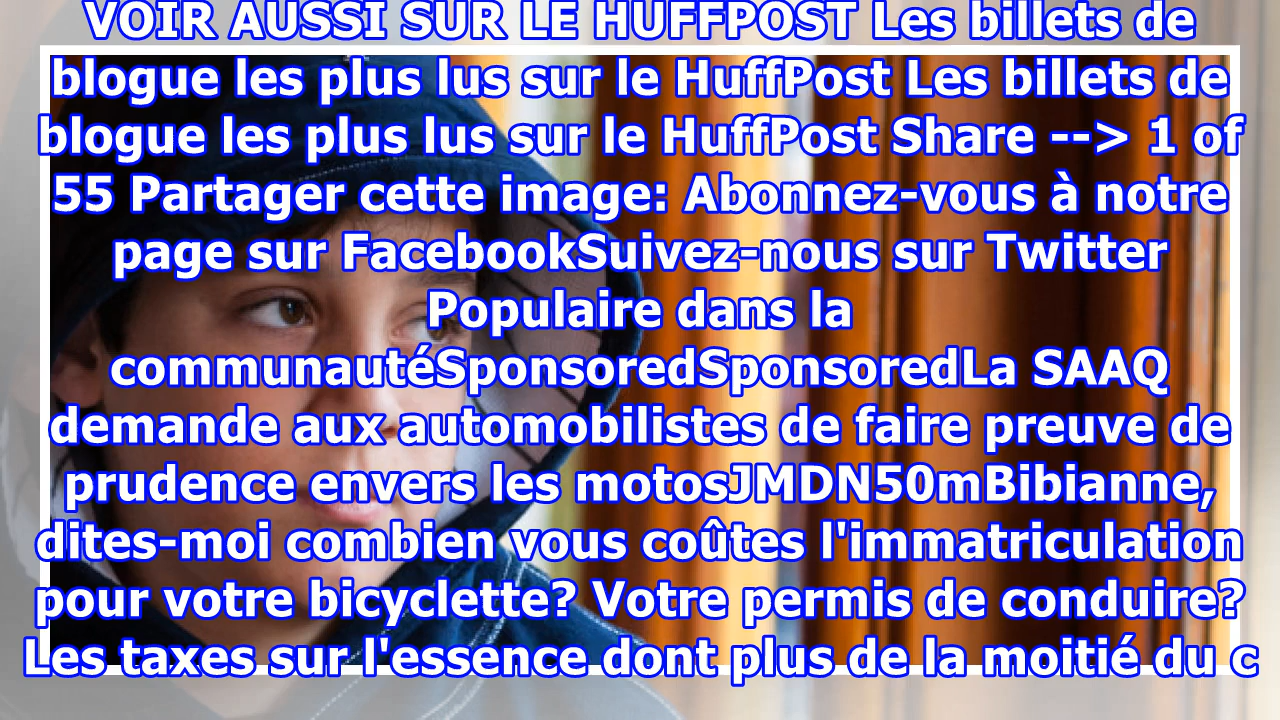 VOIR AUSSI SUR LE HUFFPOST Les billets de
blogue les plus lus sur le HuffPost Les billets de
blogue les plus lus sur le HuffPost Share --> 1 of
55 Partager cette image: Abonnez-vous à notre
page sur FacebookSuivez-nous sur Twitter
Populaire dans la
communautéSponsoredSponsoredLa SAAQ
demande aux automobilistes de faire preuve de
prudence envers les motosJMDN50mBibianne,
dites-moi combien vous coûtes l'immatriculation
pour votre bicyclette? Votre permis de conduire?
Les taxes sur l'essence dont plus de la moitié du c